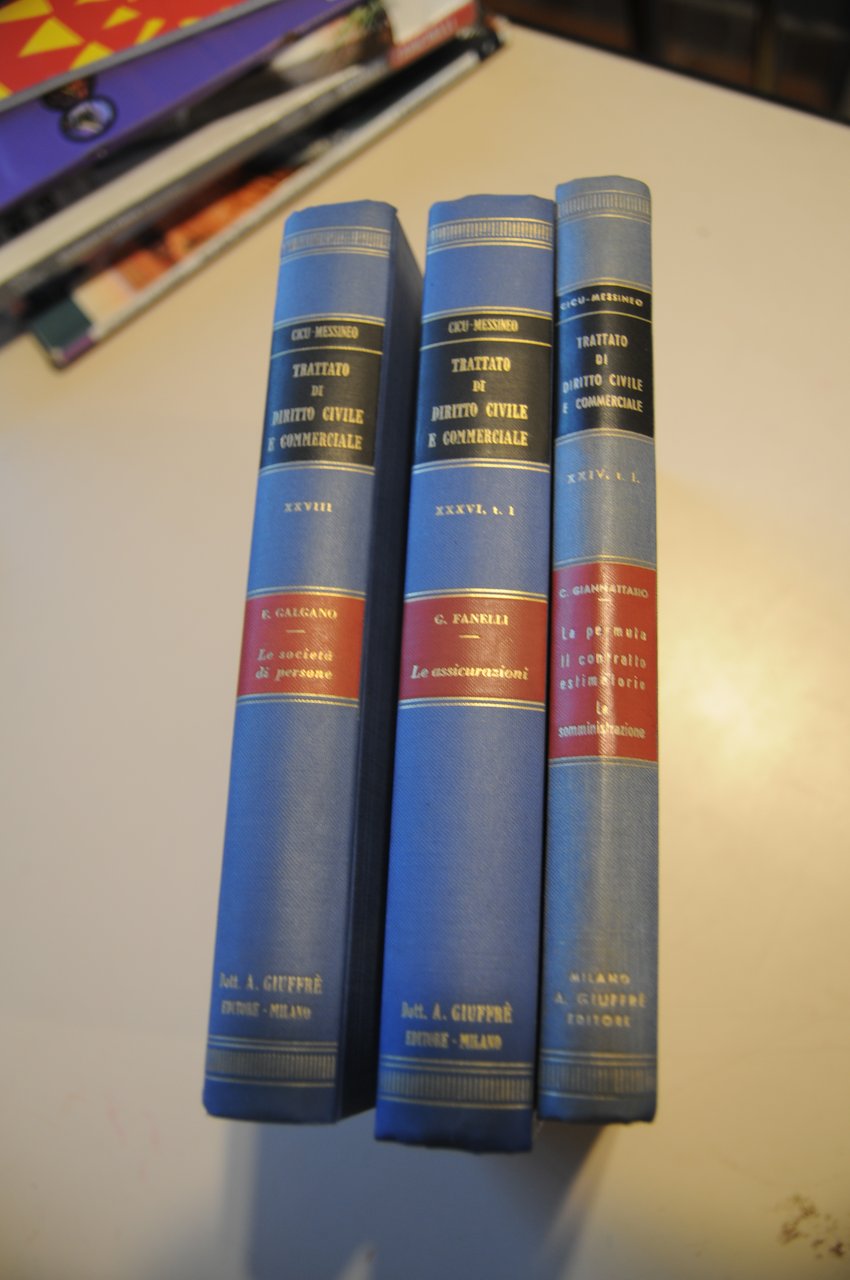 CICU-MESSINEO
TRATTATO
DI
DIRITTO CIVILE
E COMMERCIALE
XXVIII
F. GALGANO
Le società
di persone
Dott. A. GIUFFRÈ
EDITORE - MILANO
CICU-MESSINEO
TRATTATO
DI
DIRITTO CIVILE
E COMMERCIALE
XXXVI, t. 1
G. FANELLI
Le assicurazioni
Dott. A. GIUFFRÈ
EDITORE - MILANO
CICU-MESSINEO
TRATTATO
DI
DIRITTO CIVILE
E COMMERCIALE
XXIV, t. 1.
C. GIANNATTASIO
La permuta
Il contratto
estimatorio
La
somministrazione
MILANO
A. GIUFFRÈ
EDITORE